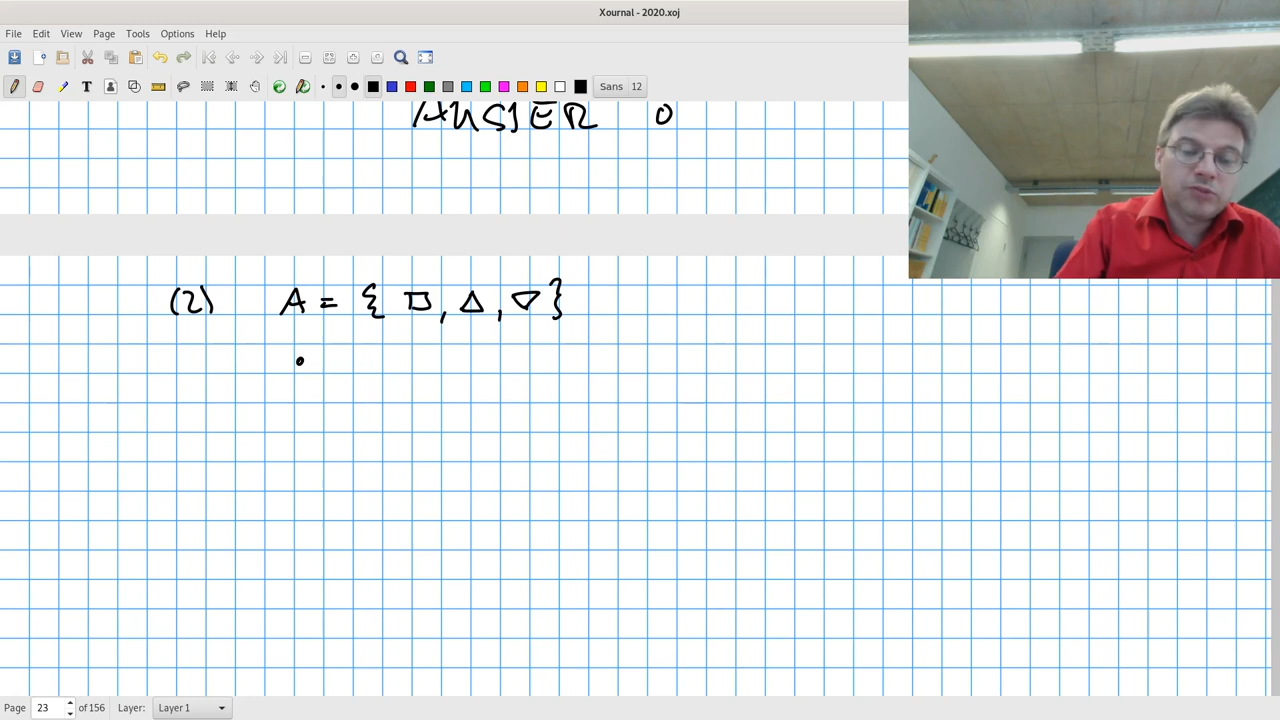 Xournal - 2020.xoj
File Edit View Page Tools Options Help
T Sans 12
AUSSER 0
(2) A = { □, △, ▽ }
Page 23 of 156 Layer: Layer 1